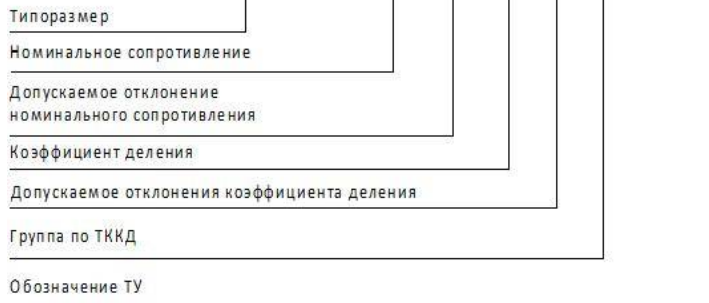 Типоразмер
Номинальное сопротивление
Допускаемое отклонение
номинального сопротивления
Коэффициент деления
Допускаемое отклонения коэффициента деления
Группа по ТККД
Обозначение ТУ